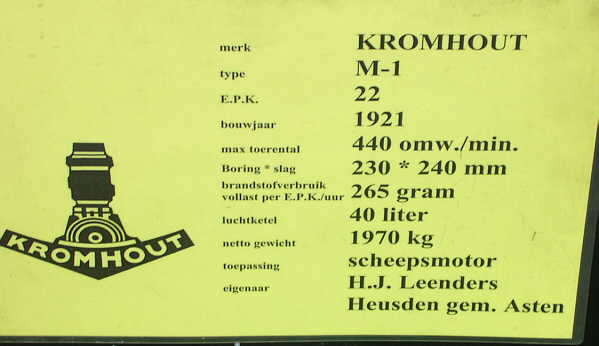 merk KROMHOUT
type M-1
E.P.K. 22
bouwjaar 1921
max toerental 440 omw./min.
Boring * slag 230 * 240 mm
brandstofverbruik
vollast per E.P.K./uur 265 gram
luchtketel 40 liter
netto gewicht 1970 kg
toepassing scheepsmotor
eigenaar H.J. Leenders
Heusden gem. Asten
KROMHOUT